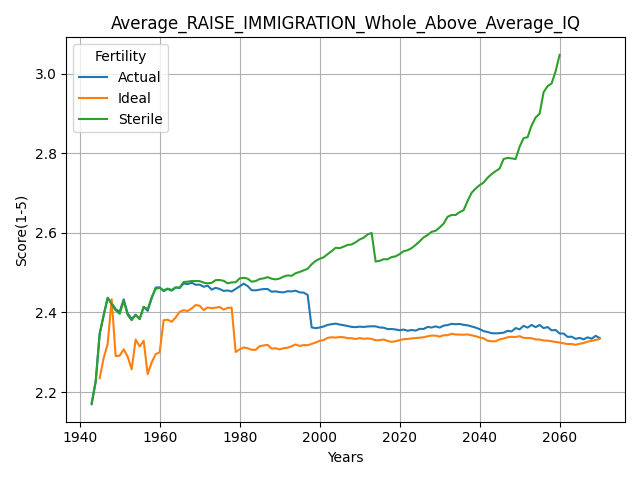 Average_RAISE_IMMIGRATION_Whole_Above_Average_IQ
Fertility
Actual
Ideal
Sterile
Score(1-5)
3.0
2.8
2.6
2.4
2.2
1940 1960 1980 2000 2020 2040 2060
Years